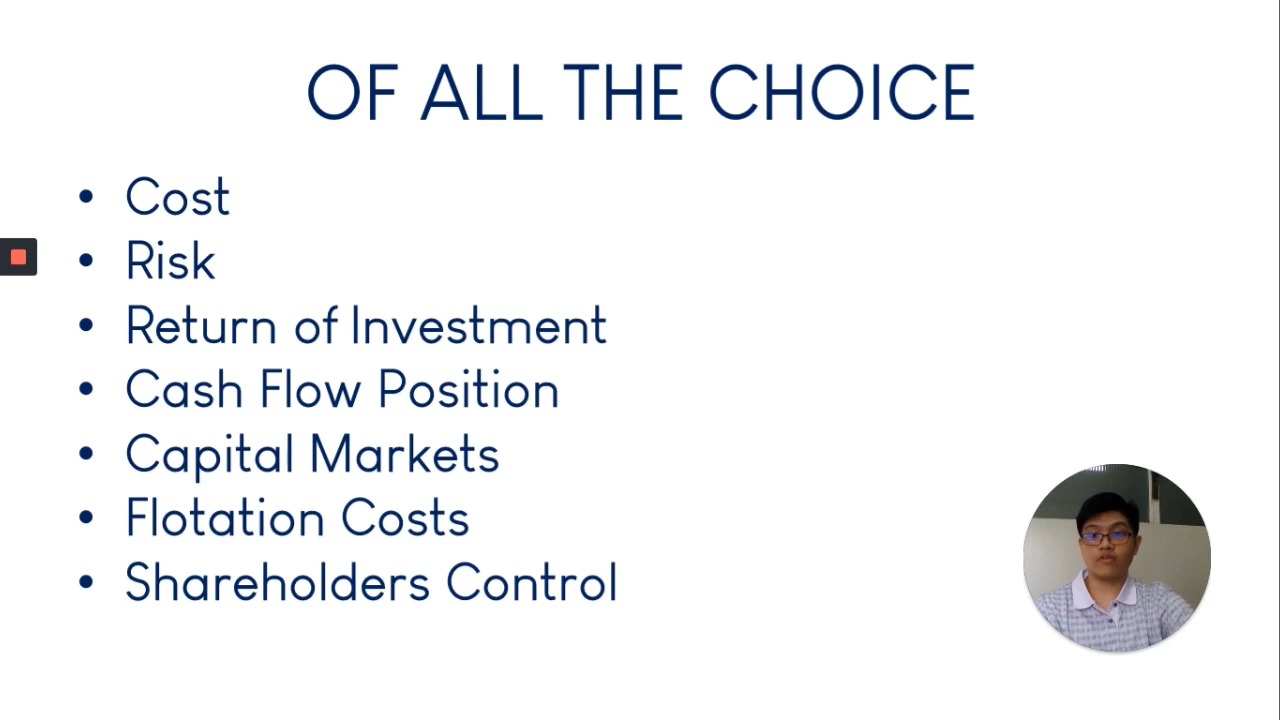 OF ALL THE CHOICE
• Cost
• Risk
• Return of Investment
• Cash Flow Position
• Capital Markets
• Flotation Costs
• Shareholders Control